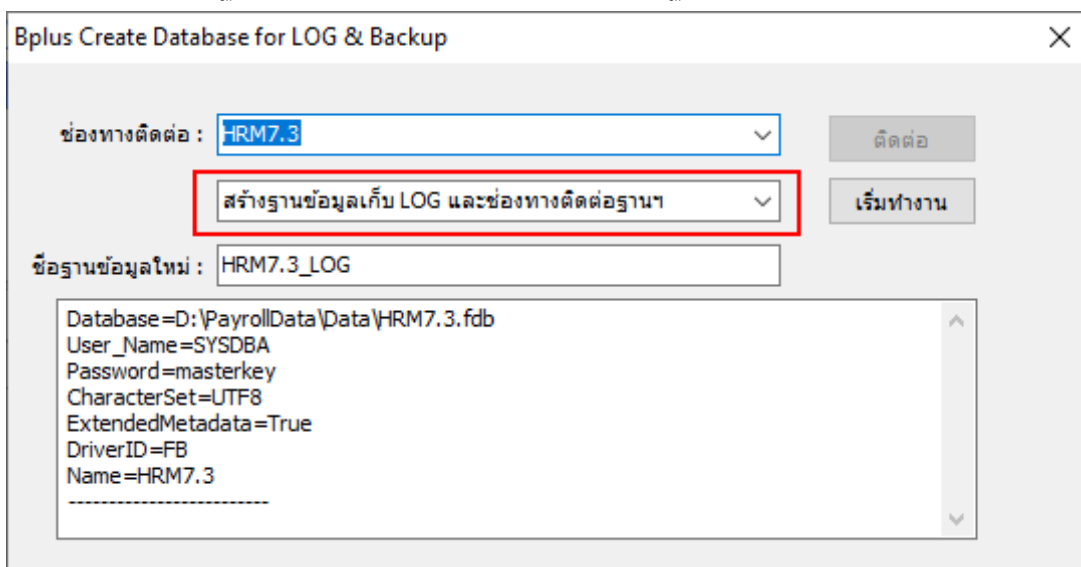 Bplus Create Database for LOG & Backup
ช่องทางติดต่อ : HRM7.3 ติดต่อ
สร้างฐานข้อมูลเก็บ LOG และช่องทางติดต่อฐานฯ เริ่มทำงาน
ชื่อฐานข้อมูลใหม่ : HRM7.3_LOG
Database=D:\PayrollData\Data\HRM7.3.fdb
User_Name=SYSDBA
Password=masterkey
CharacterSet=UTF8
ExtendedMetadata=True
DriverID=FB
Name=HRM7.3
-------------------------